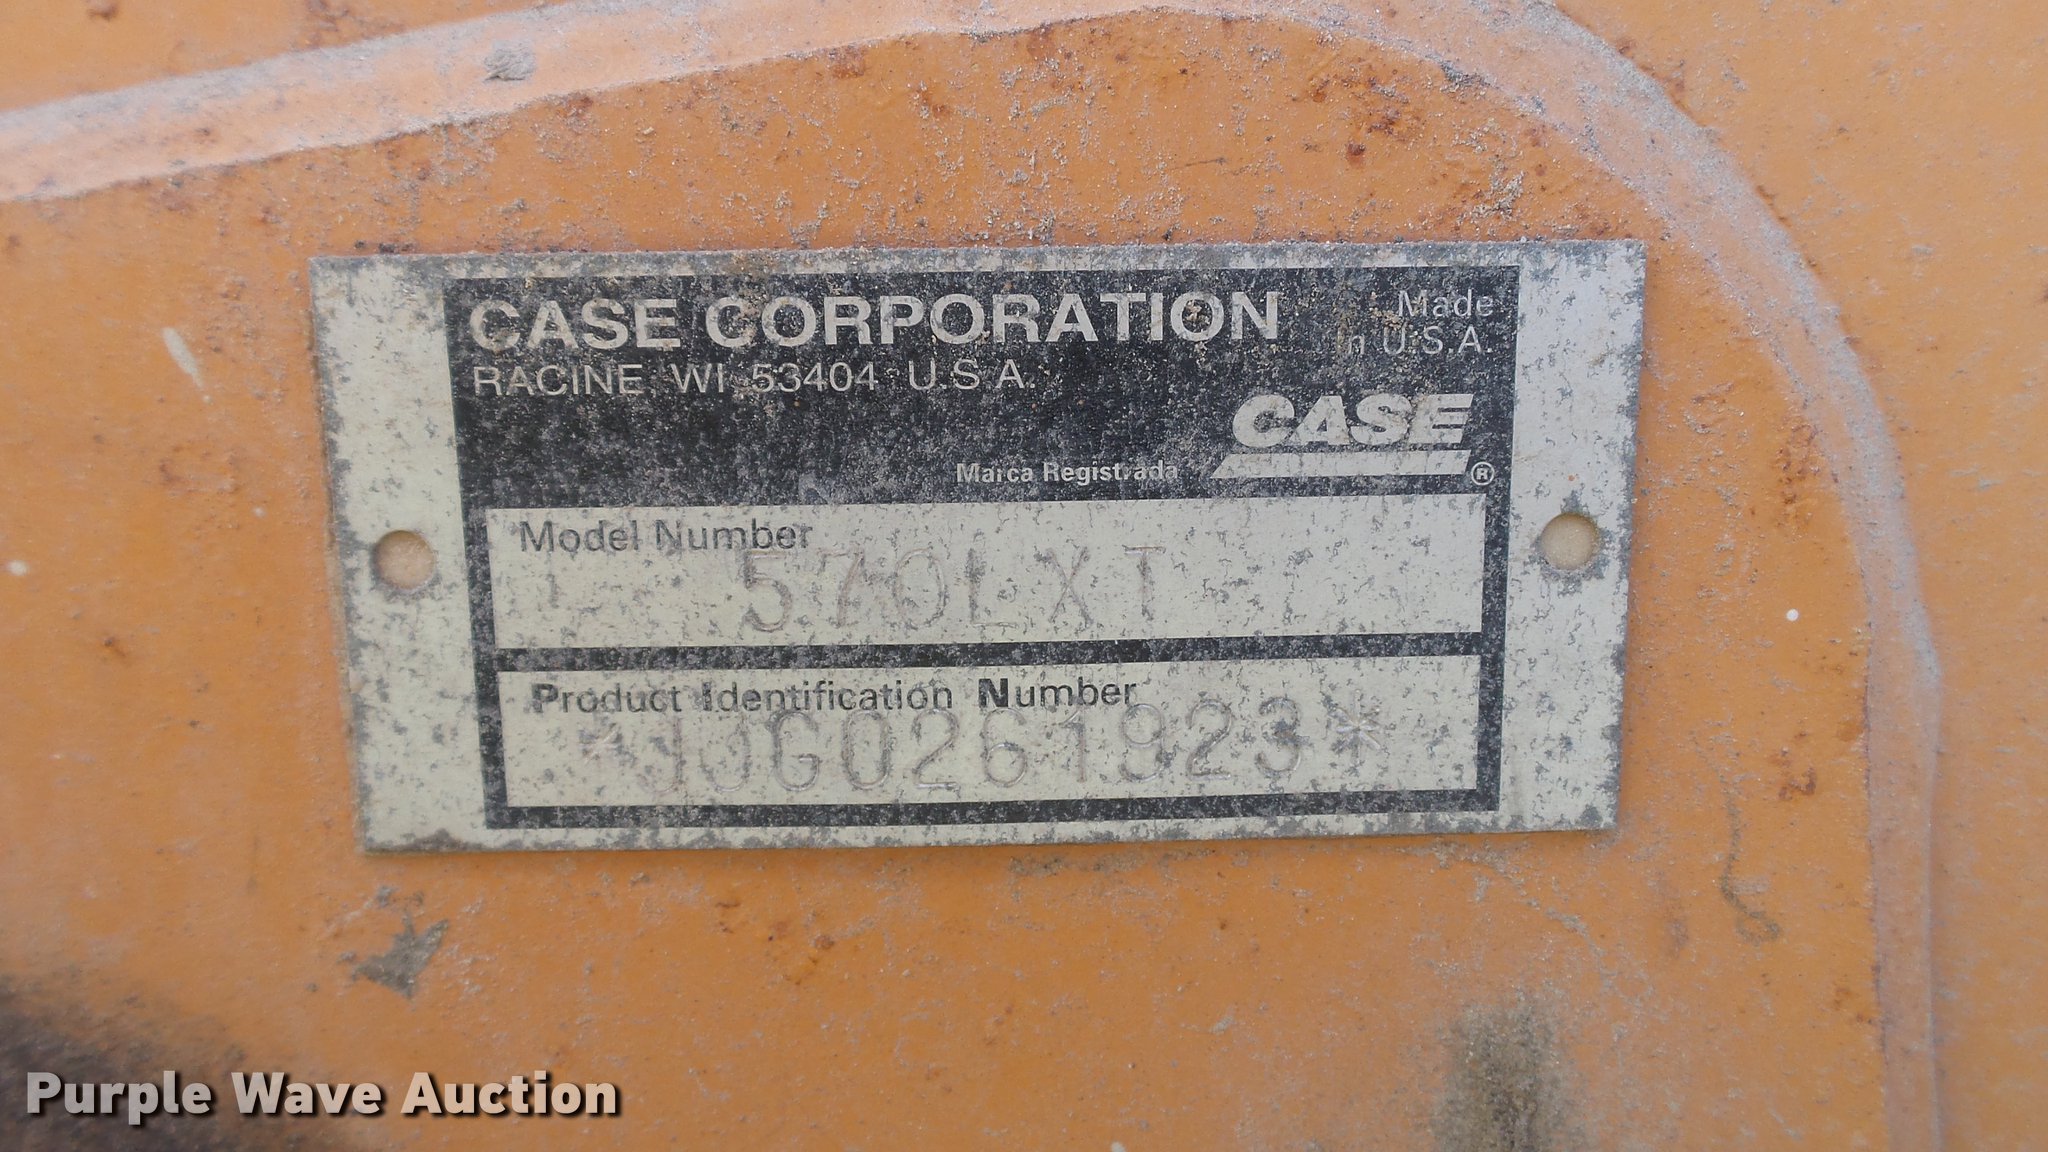 CASE CORPORATION
Made
in U.S.A.
RACINE WI 53404 U.S.A.
CASE
Marca Registrada ®
Model Number
570LXT
Product Identification Number
*JJG0261923*
Purple Wave Auction